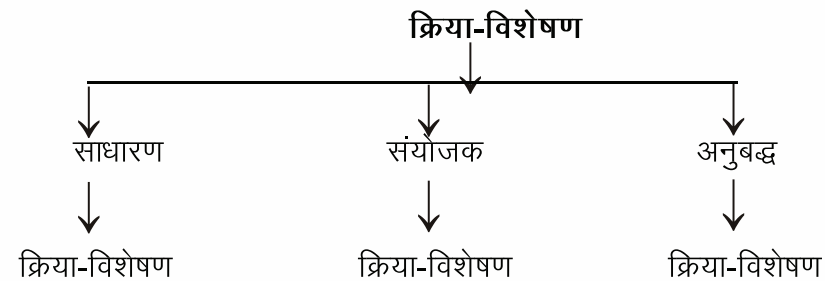 क्रिया-विशेषण
साधारण संयोजक अनुबद्ध
क्रिया-विशेषण क्रिया-विशेषण क्रिया-विशेषण